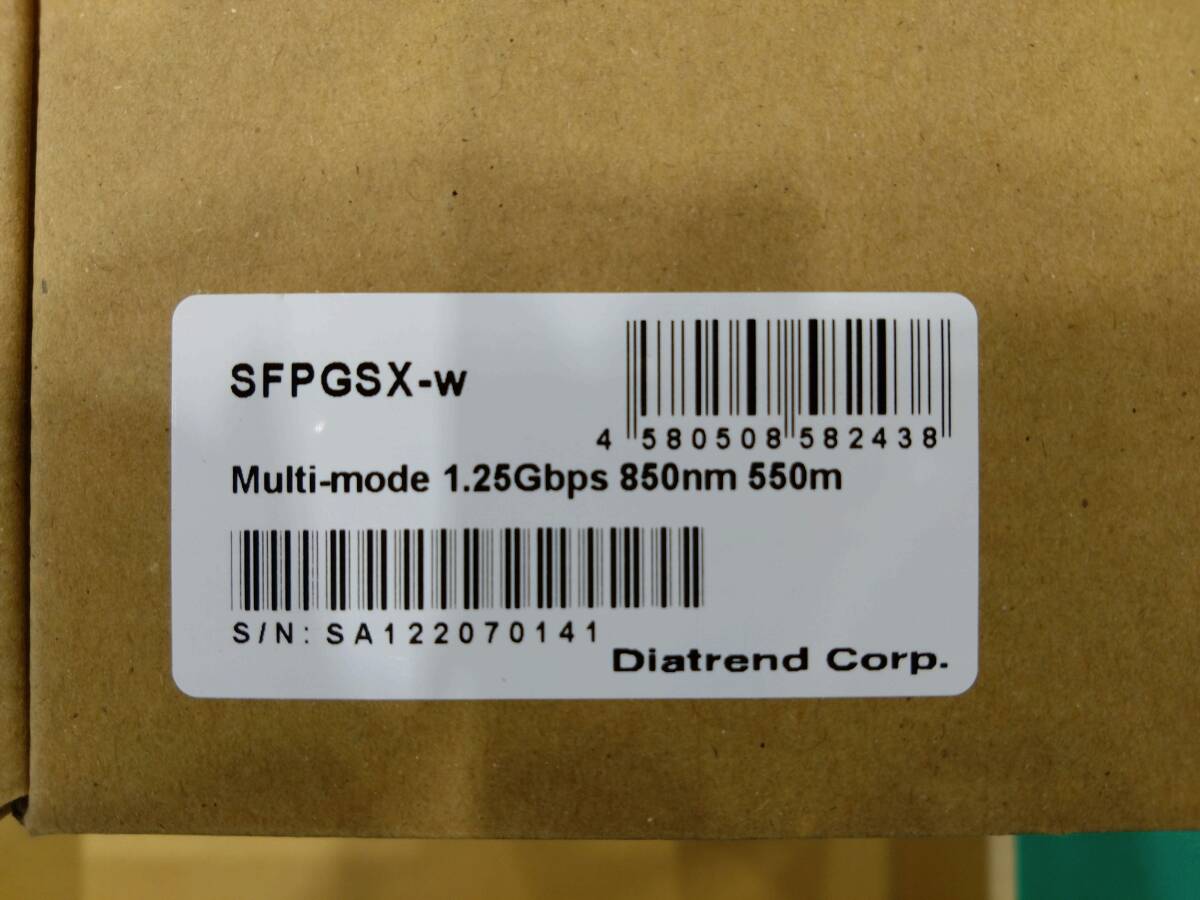 SFPGSX-w
4 580508 582438
Multi-mode 1.25Gbps 850nm 550m
S/N: SA122070141
Diatrend Corp.